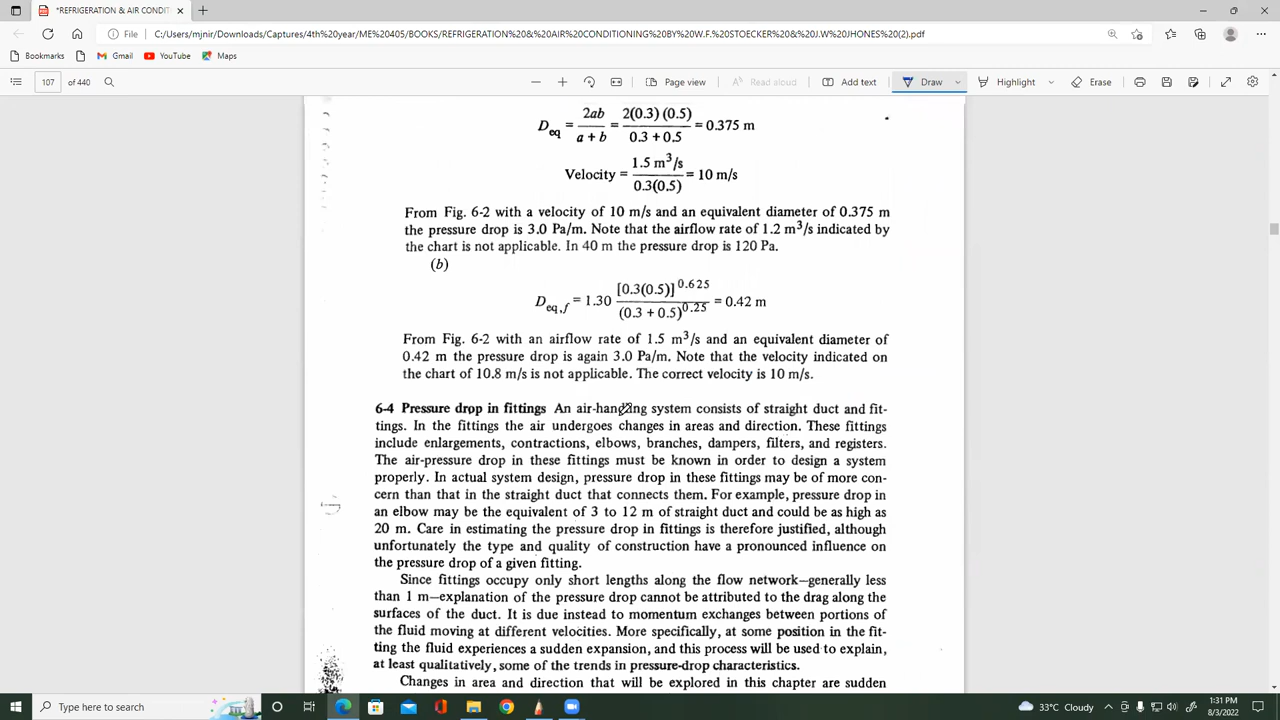 *REFRIGERATION & AIR CONDIT
C:/Users/mjnir/Downloads/Captures/4th%20year/ME%20405/BOOKS/REFRIGERATION%20&%20AIR%20CONDITIONING%20BY%20W.F.%20STOECKER%20&%20J.W%20JHONES%20(2).pdf
Bookmarks Gmail YouTube Maps
107 of 440 Page view Read aloud Add text Draw Highlight Erase
D_eq = 2ab / (a + b) = 2(0.3) (0.5) / (0.3 + 0.5) = 0.375 m
Velocity = 1.5 m³/s / 0.3(0.5) = 10 m/s
From Fig. 6-2 with a velocity of 10 m/s and an equivalent diameter of 0.375 m
the pressure drop is 3.0 Pa/m. Note that the airflow rate of 1.2 m³/s indicated by
the chart is not applicable. In 40 m the pressure drop is 120 Pa.
(b)
D_eq,f = 1.30 [0.3(0.5)]^0.625 / (0.3 + 0.5)^0.25 = 0.42 m
From Fig. 6-2 with an airflow rate of 1.5 m³/s and an equivalent diameter of
0.42 m the pressure drop is again 3.0 Pa/m. Note that the velocity indicated on
the chart of 10.8 m/s is not applicable. The correct velocity is 10 m/s.
6-4 Pressure drop in fittings An air-handling system consists of straight duct and fit-
tings. In the fittings the air undergoes changes in areas and direction. These fittings
include enlargements, contractions, elbows, branches, dampers, filters, and registers.
The air-pressure drop in these fittings must be known in order to design a system
properly. In actual system design, pressure drop in these fittings may be of more con-
cern than that in the straight duct that connects them. For example, pressure drop in
an elbow may be the equivalent of 3 to 12 m of straight duct and could be as high as
20 m. Care in estimating the pressure drop in fittings is therefore justified, although
unfortunately the type and quality of construction have a pronounced influence on
the pressure drop of a given fitting.
Since fittings occupy only short lengths along the flow network—generally less
than 1 m—explanation of the pressure drop cannot be attributed to the drag along the
surfaces of the duct. It is due instead to momentum exchanges between portions of
the fluid moving at different velocities. More specifically, at some position in the fit-
ting the fluid experiences a sudden expansion, and this process will be used to explain,
at least qualitatively, some of the trends in pressure-drop characteristics.
Changes in area and direction that will be explored in this chapter are sudden
Type here to search
33°C Cloudy
1:31 PM
8/3/2022